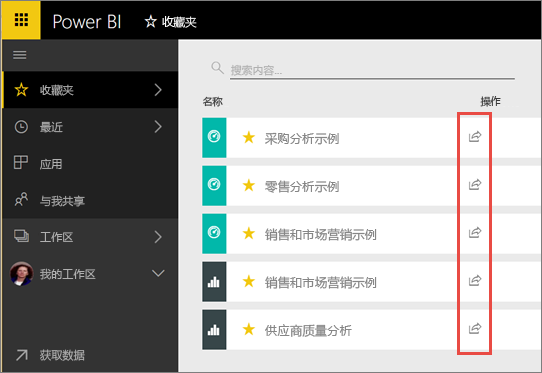 Power BI 收藏夹
收藏夹
最近
应用
与我共享
工作区
我的工作区
获取数据
搜索内容...
名称 操作
采购分析示例
零售分析示例
销售和市场营销示例
销售和市场营销示例
供应商质量分析